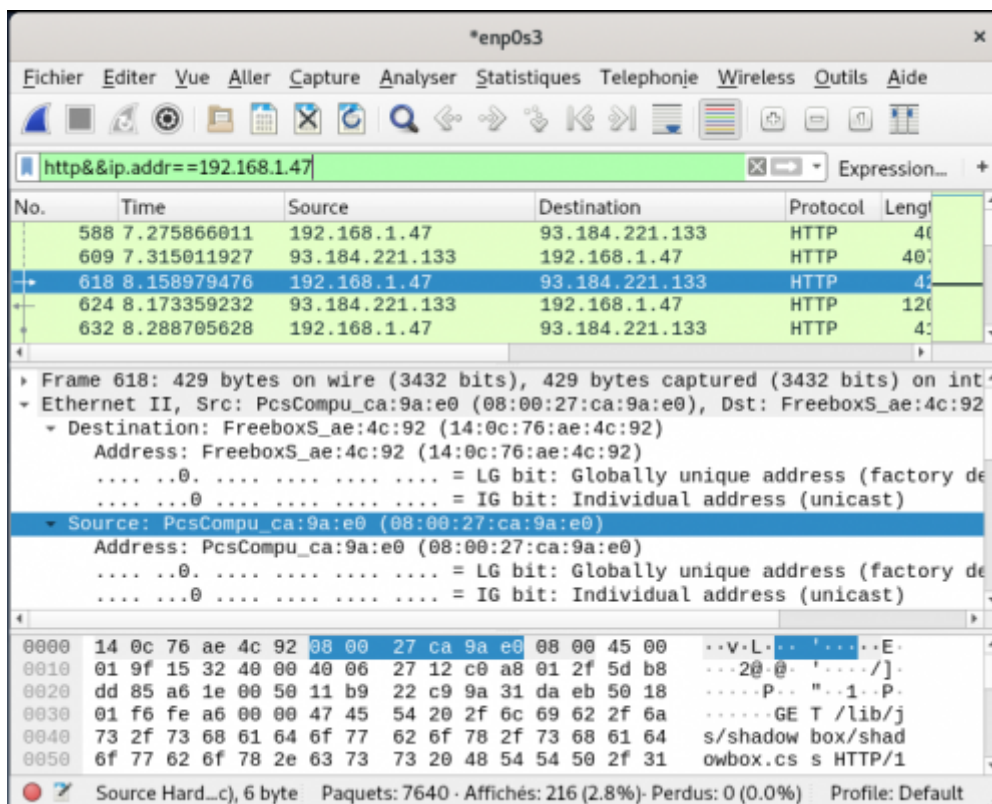 *enp0s3
Fichier Editer Vue Aller Capture Analyser Statistiques Telephonie Wireless Outils Aide
http&&ip.addr==192.168.1.47 Expression... +
No. Time Source Destination Protocol Lengt
588 7.275866011 192.168.1.47 93.184.221.133 HTTP 40
609 7.315011927 93.184.221.133 192.168.1.47 HTTP 407
618 8.158979476 192.168.1.47 93.184.221.133 HTTP 42
624 8.173359232 93.184.221.133 192.168.1.47 HTTP 120
632 8.288705628 192.168.1.47 93.184.221.133 HTTP 41
Frame 618: 429 bytes on wire (3432 bits), 429 bytes captured (3432 bits) on int
Ethernet II, Src: PcsCompu_ca:9a:e0 (08:00:27:ca:9a:e0), Dst: FreeboxS_ae:4c:92
Destination: FreeboxS_ae:4c:92 (14:0c:76:ae:4c:92)
Address: FreeboxS_ae:4c:92 (14:0c:76:ae:4c:92)
.... ..0. .... .... .... .... = LG bit: Globally unique address (factory de
.... ...0 .... .... .... .... = IG bit: Individual address (unicast)
Source: PcsCompu_ca:9a:e0 (08:00:27:ca:9a:e0)
Address: PcsCompu_ca:9a:e0 (08:00:27:ca:9a:e0)
.... ..0. .... .... .... .... = LG bit: Globally unique address (factory de
.... ...0 .... .... .... .... = IG bit: Individual address (unicast)
0000 14 0c 76 ae 4c 92 08 00 27 ca 9a e0 08 00 45 00 ··v·L··· '·····E·
0010 01 9f 15 32 40 00 40 06 27 12 c0 a8 01 2f 5d b8 ···2@·@· '····/]·
0020 dd 85 a6 1e 00 50 11 b9 22 c9 9a 31 da eb 50 18 ·····P·· "··1··P·
0030 01 f6 fe a6 00 00 47 45 54 20 2f 6c 69 62 2f 6a ······GE T /lib/j
0040 73 2f 73 68 61 64 6f 77 62 6f 78 2f 73 68 61 64 s/shadow box/shad
0050 6f 77 62 6f 78 2e 63 73 73 20 48 54 54 50 2f 31 owbox.cs s HTTP/1
Source Hard...c), 6 byte Paquets: 7640 · Affichés: 216 (2.8%)· Perdus: 0 (0.0%) Profile: Default